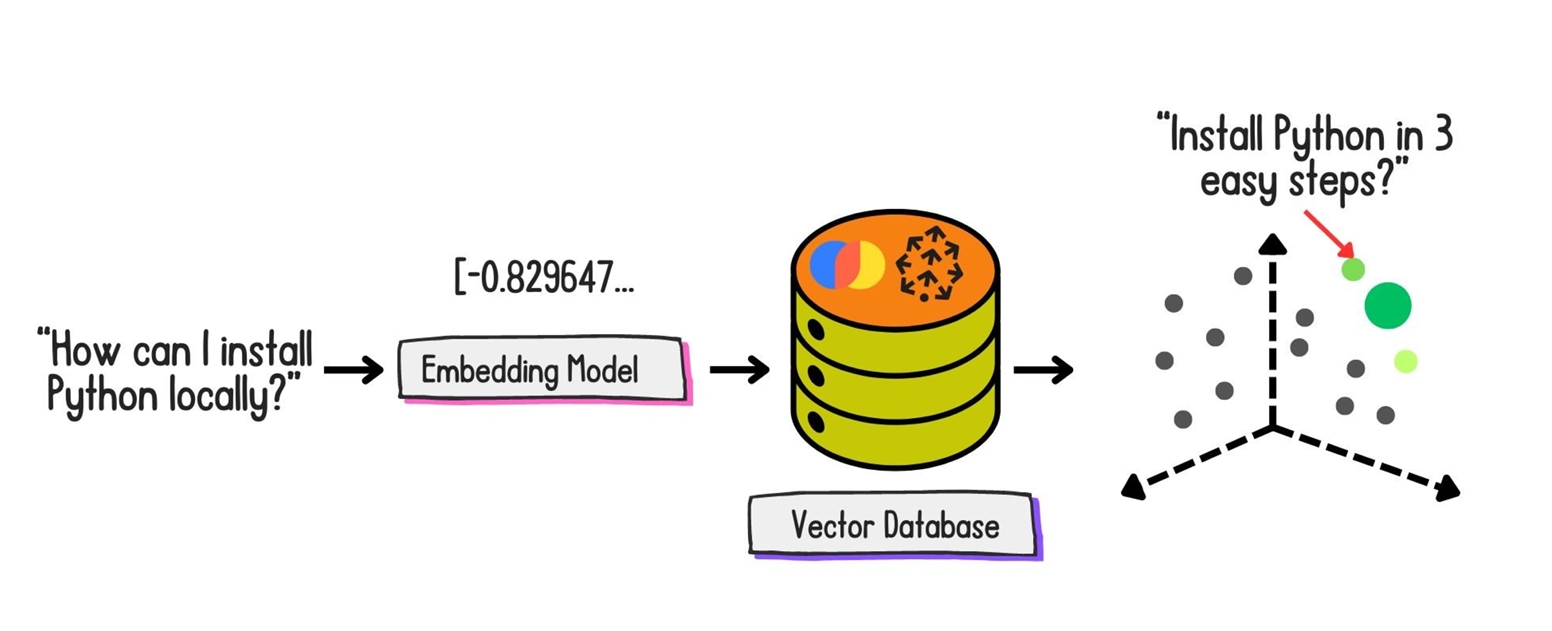 “How can I install
Python locally?”
[-0.829647...
Embedding Model
Vector Database
“Install Python in 3
easy steps?”